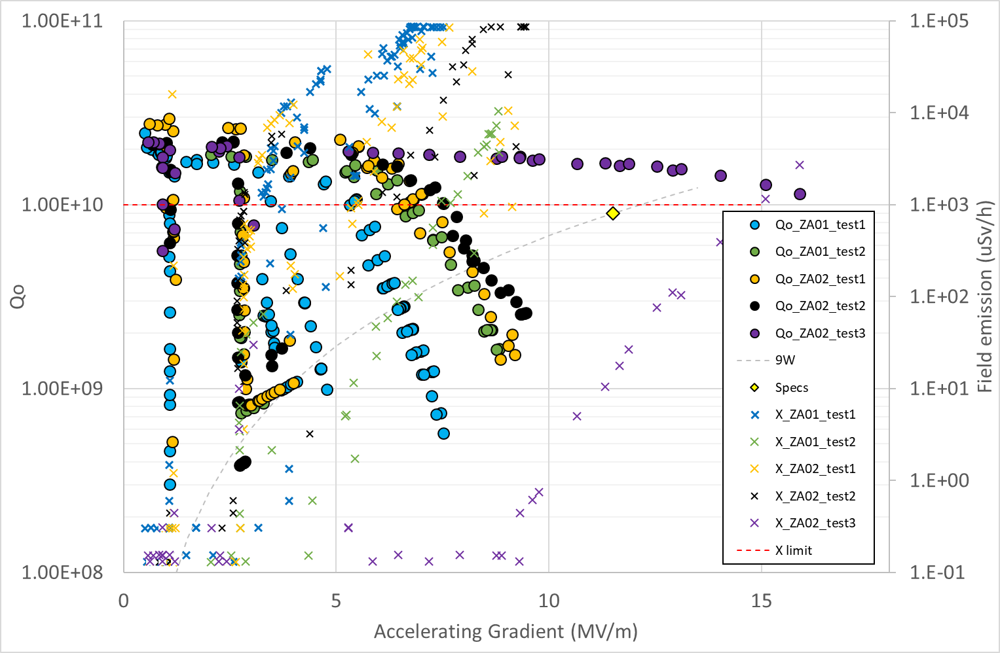 1.00E+11
1.E+05
1.E+04
1.00E+10
1.E+03
1.E+02
1.00E+09
1.E+01
1.E+00
1.00E+08
1.E-01
Qo
Field emission (uSv/h)
Qo_ZA01_test1
Qo_ZA01_test2
Qo_ZA02_test1
Qo_ZA02_test2
Qo_ZA02_test3
9W
Specs
X_ZA01_test1
X_ZA01_test2
X_ZA02_test1
X_ZA02_test2
X_ZA02_test3
X limit
0 5 10 15
Accelerating Gradient (MV/m)